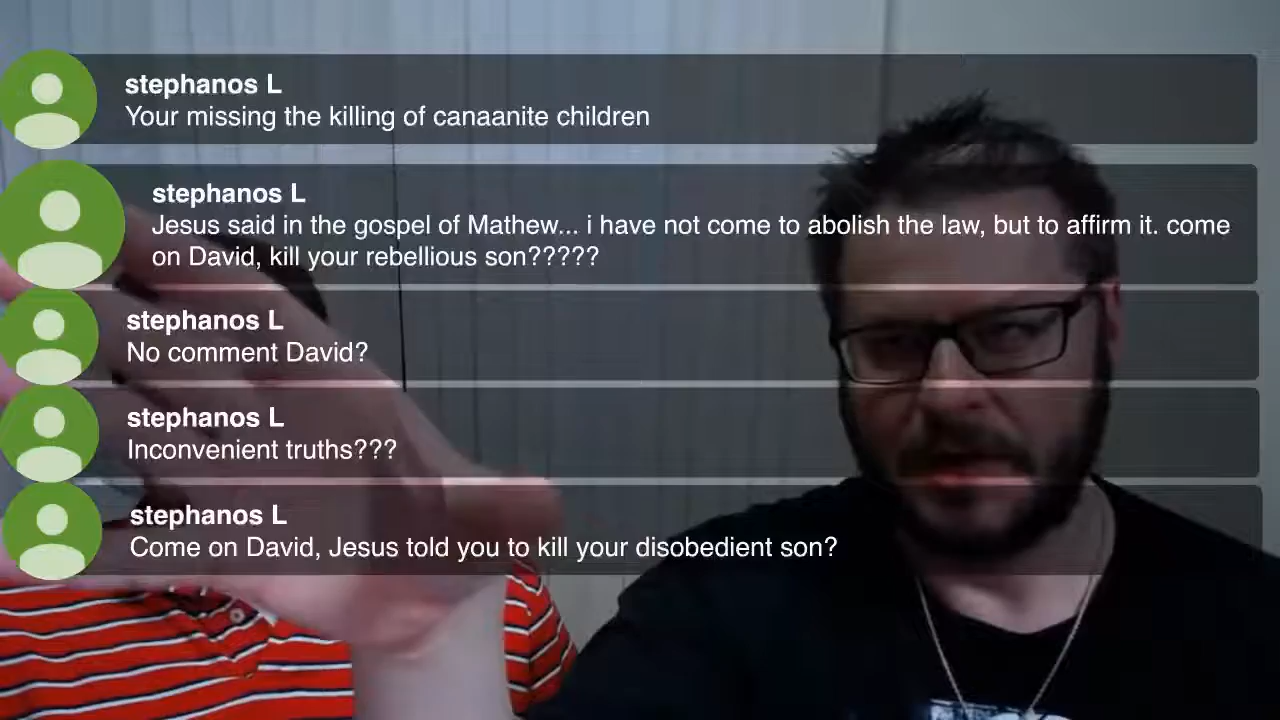 stephanos L
Your missing the killing of canaanite children
stephanos L
Jesus said in the gospel of Mathew... i have not come to abolish the law, but to affirm it. come
on David, kill your rebellious son?????
stephanos L
No comment David?
stephanos L
Inconvenient truths???
stephanos L
Come on David, Jesus told you to kill your disobedient son?